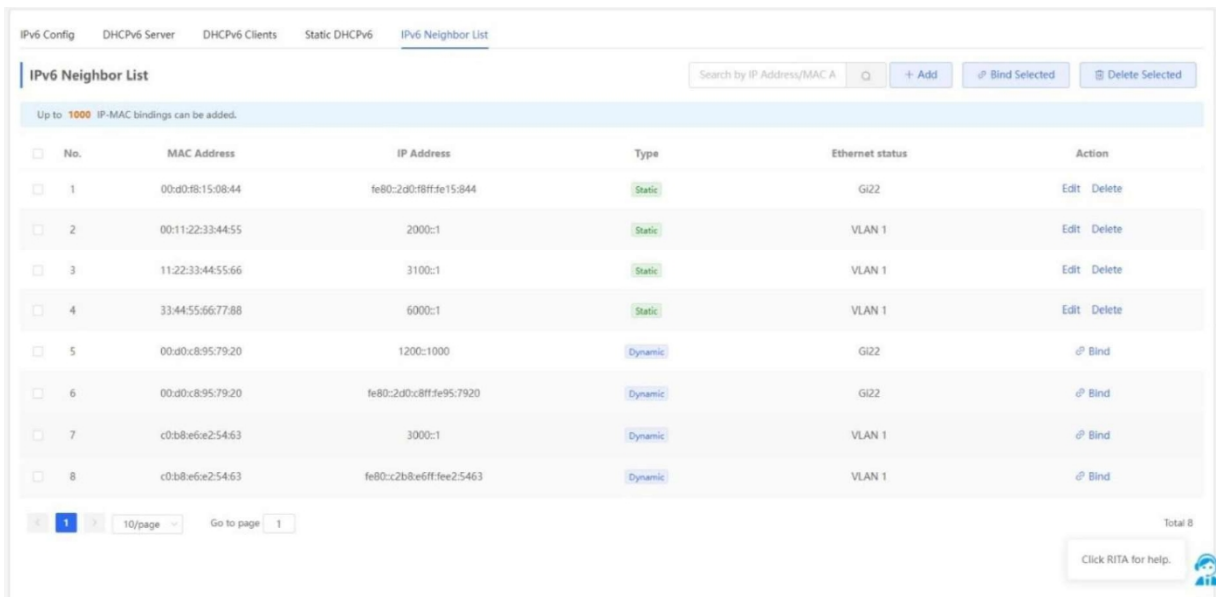 IPv6 Config DHCPv6 Server DHCPv6 Clients Static DHCPv6 IPv6 Neighbor List
IPv6 Neighbor List Search by IP Address/MAC A + Add Bind Selected Delete Selected
Up to 1000 IP-MAC bindings can be added.
No. MAC Address IP Address Type Ethernet status Action
1 00:d0:f8:15:08:44 fe80::2d0:f8ff:fe15:844 Static Gi22 Edit Delete
2 00:11:22:33:44:55 2000::1 Static VLAN 1 Edit Delete
3 11:22:33:44:55:66 3100::1 Static VLAN 1 Edit Delete
4 33:44:55:66:77:88 6000::1 Static VLAN 1 Edit Delete
5 00:d0:c8:95:79:20 1200::1000 Dynamic Gi22 Bind
6 00:d0:c8:95:79:20 fe80::2d0:c8ff:fe95:7920 Dynamic Gi22 Bind
7 c0:b8:e6:e2:54:63 3000::1 Dynamic VLAN 1 Bind
8 c0:b8:e6:e2:54:63 fe80::c2b8:e6ff:fee2:5463 Dynamic VLAN 1 Bind
< 1 > 10/page Go to page 1 Total 8
Click RITA for help.